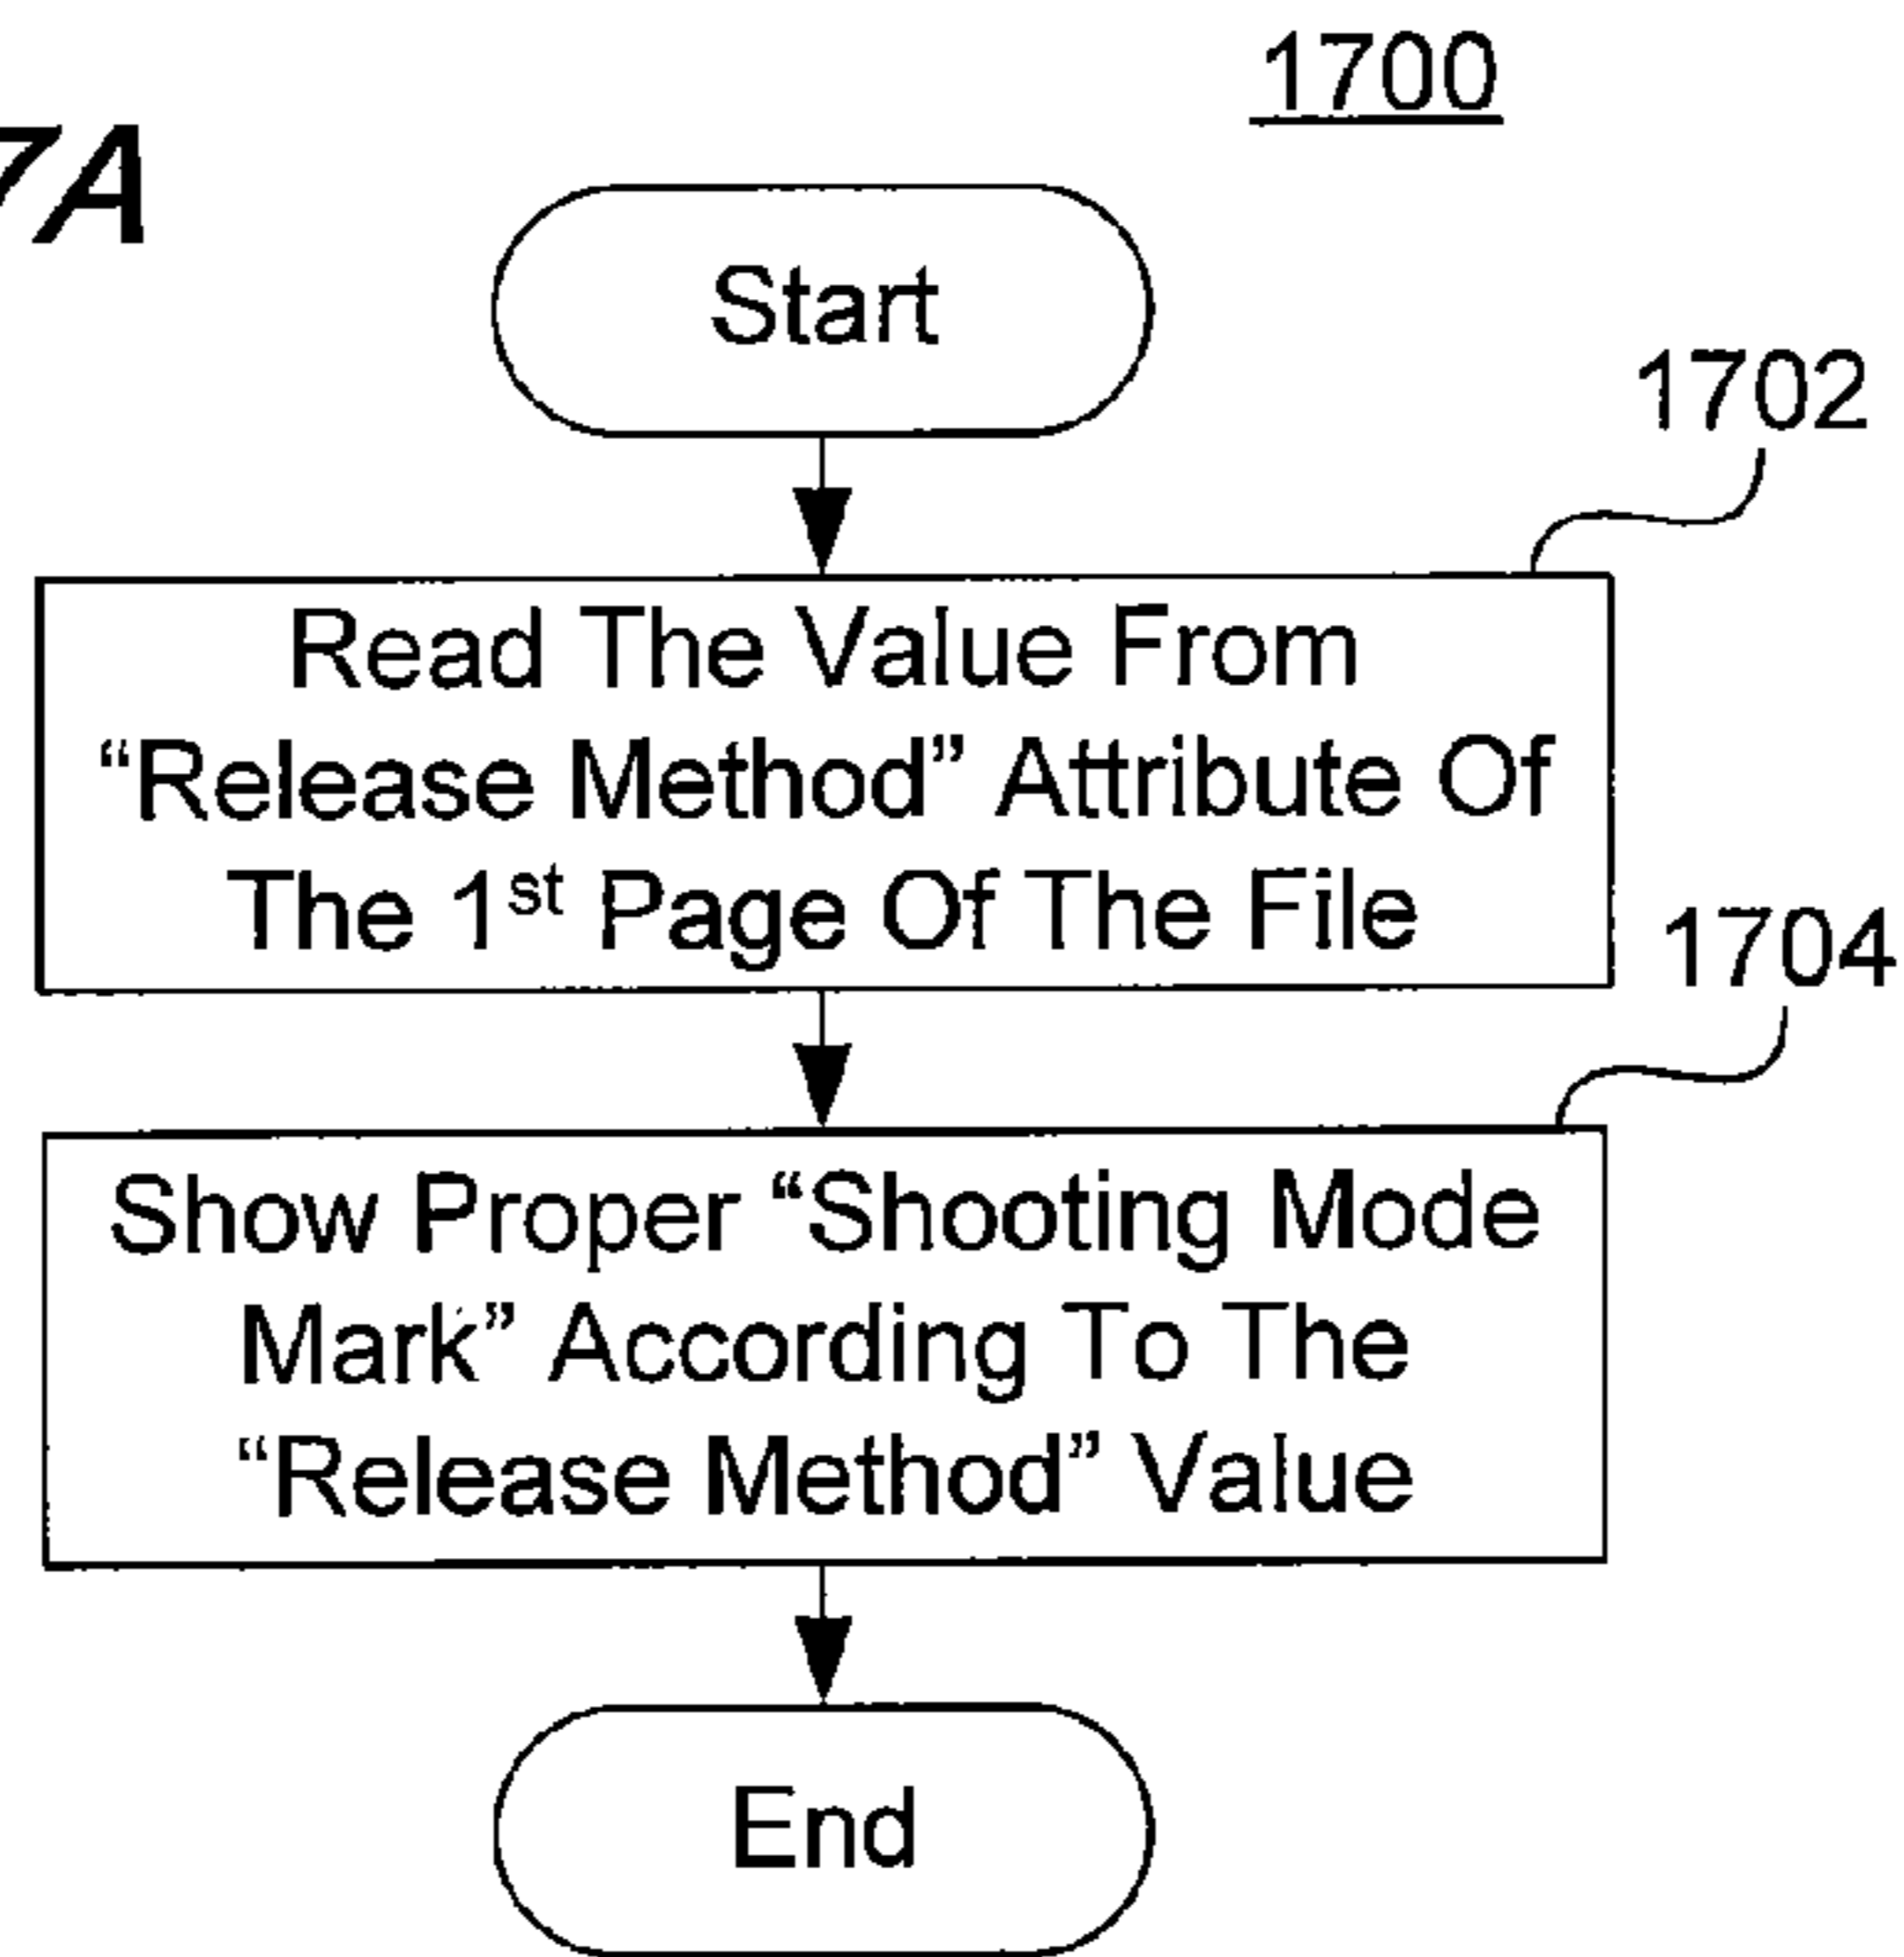 1700
7A
Start
1702
Read The Value From
“Release Method” Attribute Of
The 1st Page Of The File
1704
Show Proper “Shooting Mode
Mark” According To The
“Release Method” Value
End